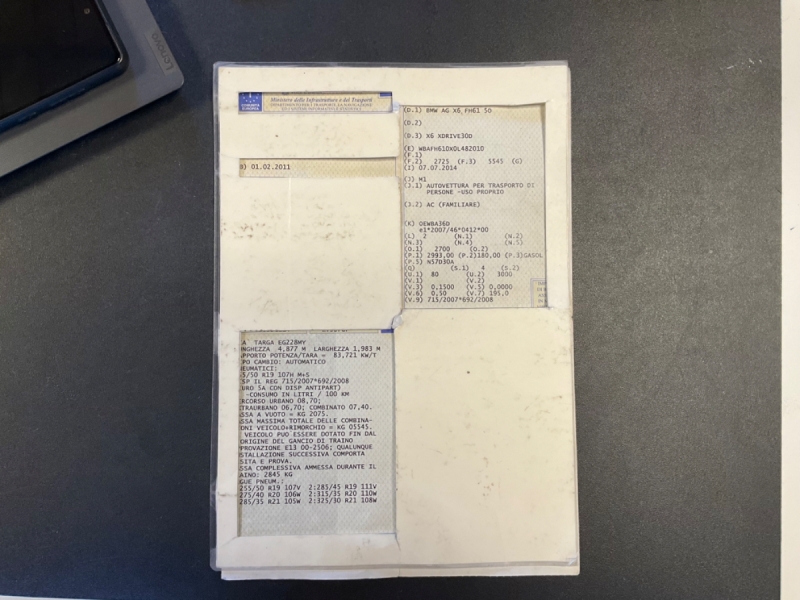 Lenovo
COMUNITÀ
EUROPEA
Ministero delle Infrastrutture e dei Trasporti
B) 01.02.2011
(D.1) BMW AG X6 FH61 50
(D.2)
(D.3) X6 XDRIVE30D
(E) WBAFH610X0L482010
(F.1)
(F.2) 2725 (F.3) 5545 (G)
(I) 07.07.2014
(J) M1
(J.1) AUTOVETTURA PER TRASPORTO DI
PERSONE -USO PROPRIO
(J.2) AC (FAMILIARE)
(K) OEWBA36D
e1*2007/46*0412*00
(L) 2 (N.1) (N.2)
(N.3) (N.4) (N.5)
(O.1) 2700 (O.2)
(P.1) 2993,00 (P.2)180,00 (P.3)GASOL
(P.5) N57D30A
(Q) (S.1) 4 (S.2)
(U.1) 80 (U.2) 3000
(V.1) (V.2)
(V.3) 0,1500 (V.5) 0,0000
(V.6) 0,50 (V.7) 195,0
(V.9) 715/2007*692/2008
A TARGA EG228WY
NGHEZZA 4,877 M LARGHEZZA 1,983 M
PPORTO POTENZA/TARA = 83,721 KW/T
PO CAMBIO: AUTOMATICO
EUMATICI:
5/50 R19 107H M+S
SP IL REG 715/2007*692/2008
URO 5A CON DISP ANTIPART)
-CONSUMO IN LITRI / 100 KM
RCORSO URBANO 08,70;
TRAURBANO 06,70; COMBINATO 07,40.
SSA A VUOTO = KG 2075.
SSA MASSIMA TOTALE DELLE COMBINA-
ONI VEICOLO+RIMORCHIO = KG 05545.
VEICOLO PUO ESSERE DOTATO FIN DAL
ORIGINE DEL GANCIO DI TRAINO
PROVAZIONE E13 00-2506; QUALUNQUE
STALLAZIONE SUCCESSIVA COMPORTA
SITA E PROVA.
SSA COMPLESSIVA AMMESSA DURANTE IL
AINO: 2845 KG
GUE PNEUM.:
255/50 R19 107V 2:285/45 R19 111V
275/40 R20 106W 2:315/35 R20 110W
285/35 R21 105W 2:325/30 R21 108W